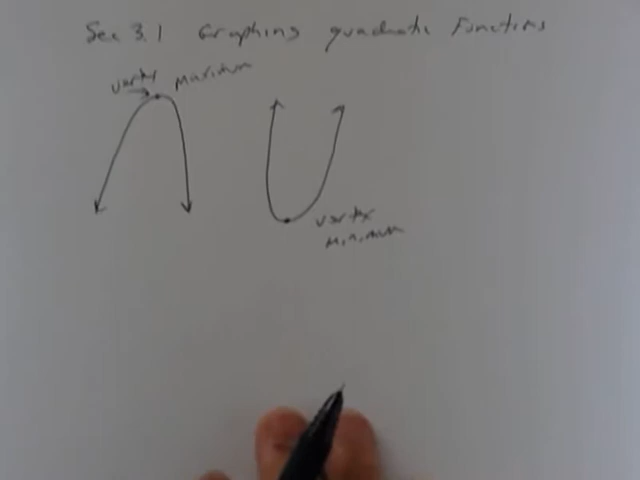 Sec 3.1 Graphing quadratic Functions
vertex maximum
vertex
minimum